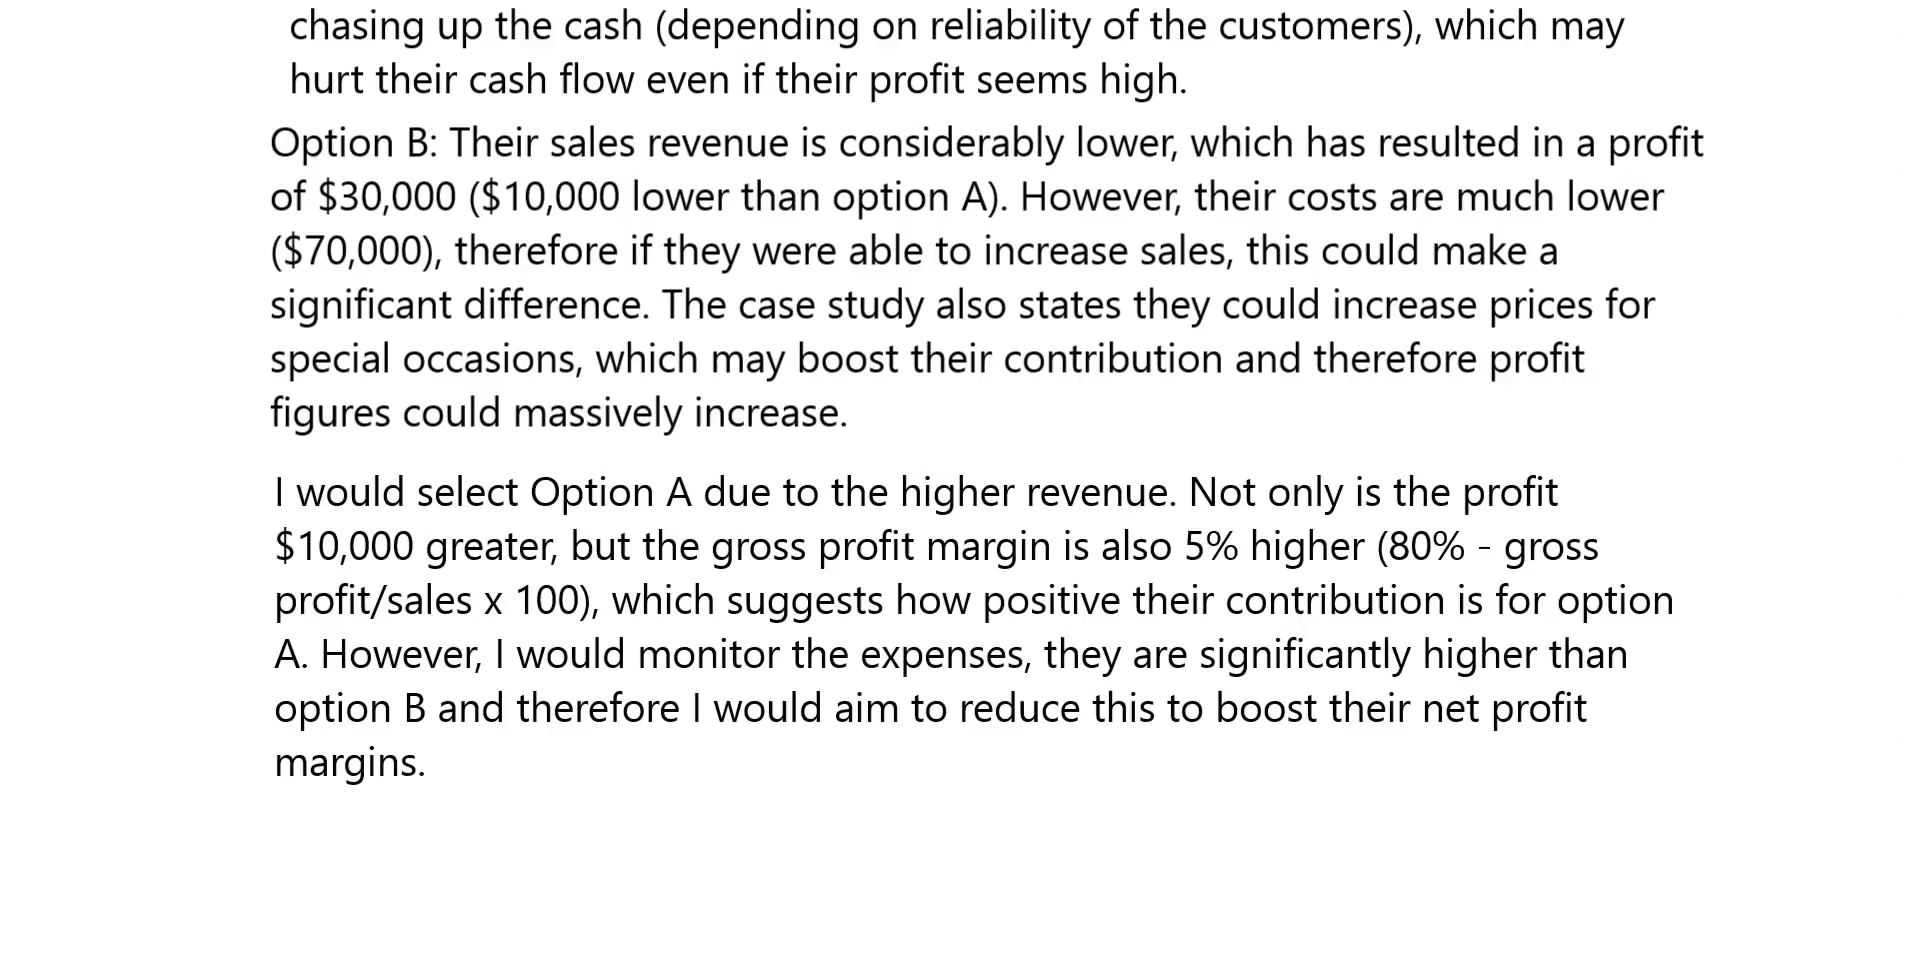 chasing up the cash (depending on reliability of the customers), which may
hurt their cash flow even if their profit seems high.
Option B: Their sales revenue is considerably lower, which has resulted in a profit
of $30,000 ($10,000 lower than option A). However, their costs are much lower
($70,000), therefore if they were able to increase sales, this could make a
significant difference. The case study also states they could increase prices for
special occasions, which may boost their contribution and therefore profit
figures could massively increase.
I would select Option A due to the higher revenue. Not only is the profit
$10,000 greater, but the gross profit margin is also 5% higher (80% - gross
profit/sales x 100), which suggests how positive their contribution is for option
A. However, I would monitor the expenses, they are significantly higher than
option B and therefore I would aim to reduce this to boost their net profit
margins.